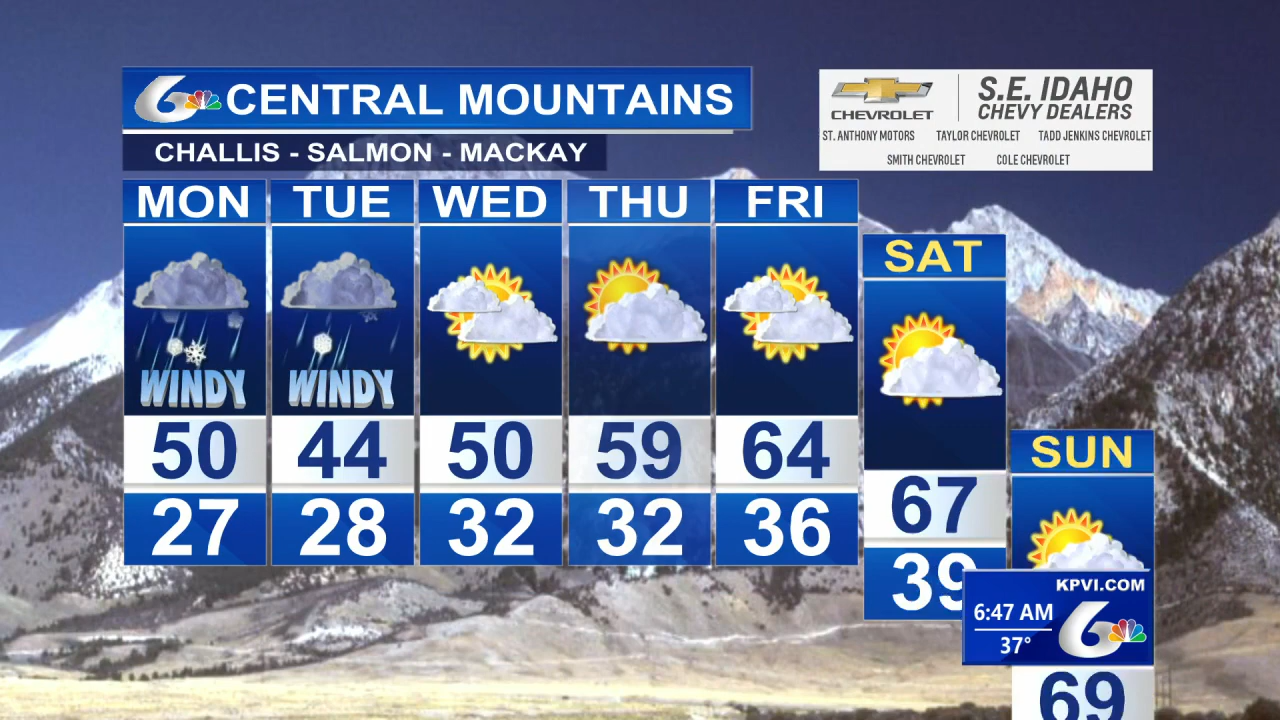 6 CENTRAL MOUNTAINS
CHALLIS - SALMON - MACKAY
CHEVROLET
S.E. IDAHO
CHEVY DEALERS
ST. ANTHONY MOTORS TAYLOR CHEVROLET TADD JENKINS CHEVROLET
SMITH CHEVROLET COLE CHEVROLET
MON TUE WED THU FRI
SAT
WINDY WINDY
50 44 50 59 64
SUN
67
27 28 32 32 36
39
KPVI.COM
6:47 AM 6
37°
69